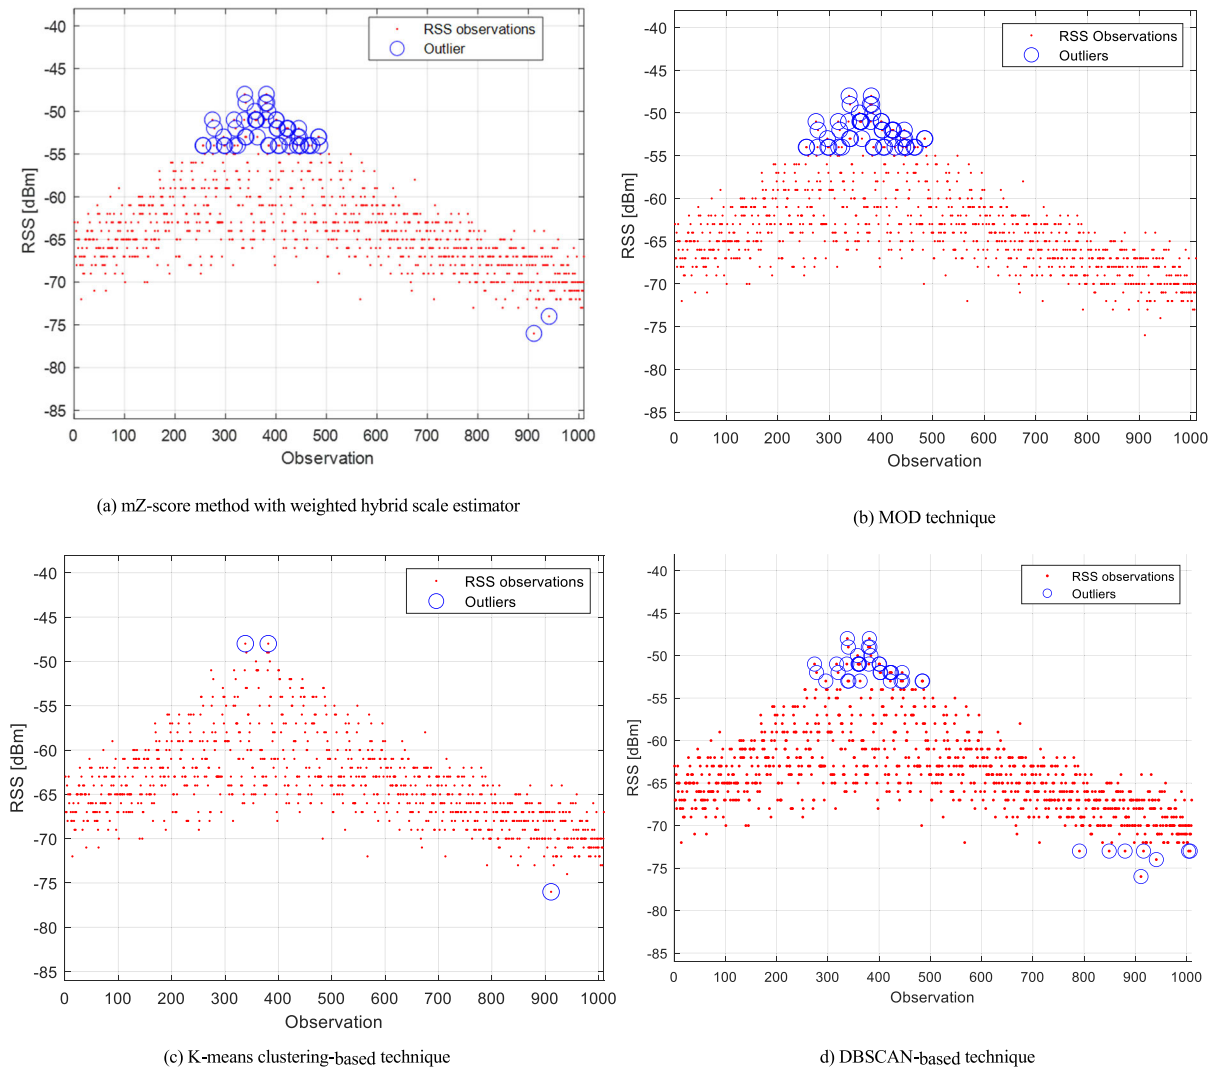 -40
-45
-50
-55
-60
-65
-70
-75
-80
-85
RSS [dBm]
RSS observations
Outlier
0 100 200 300 400 500 600 700 800 900 1000
Observation
(a) mZ-score method with weighted hybrid scale estimator
-40
-45
-50
-55
-60
-65
-70
-75
-80
-85
RSS [dBm]
RSS Observations
Outliers
0 100 200 300 400 500 600 700 800 900 1000
Observation
(b) MOD technique
-40
-45
-50
-55
-60
-65
-70
-75
-80
-85
RSS [dBm]
RSS observations
Outliers
0 100 200 300 400 500 600 700 800 900 1000
Observation
(c) K-means clustering-based technique
-40
-45
-50
-55
-60
-65
-70
-75
-80
-85
RSS [dBm]
RSS observations
Outliers
0 100 200 300 400 500 600 700 800 900 1000
Observation
d) DBSCAN-based technique